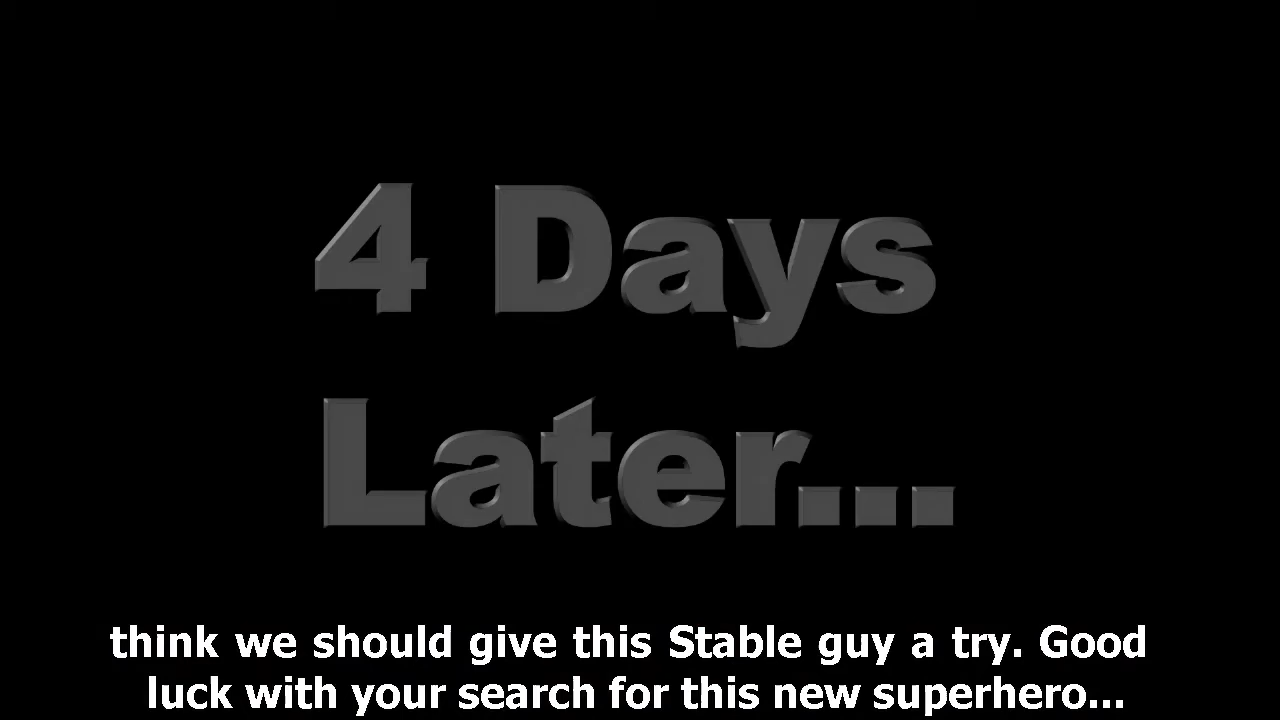 4 Days
Later...
think we should give this Stable guy a try. Good
luck with your search for this new superhero...